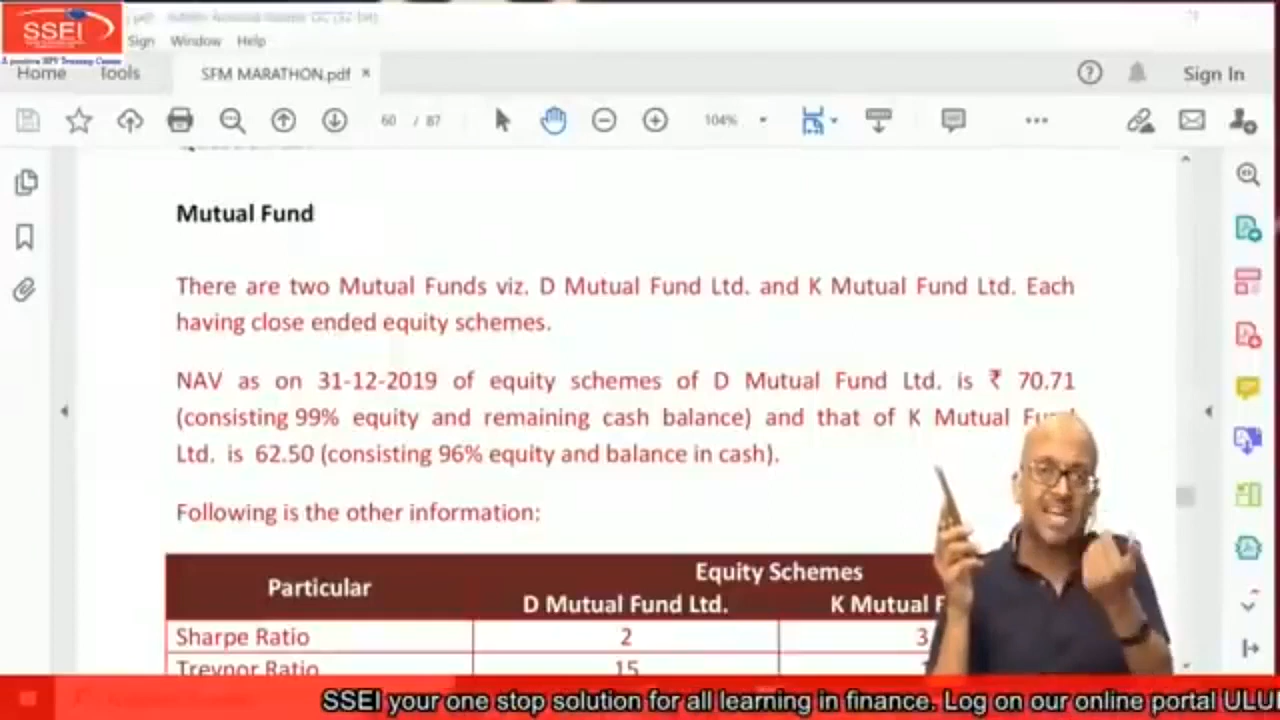 SSEI
Sign Window Help
Home Tools SFM MARATHON.pdf × Sign In
60 / 87 104%
Mutual Fund
There are two Mutual Funds viz. D Mutual Fund Ltd. and K Mutual Fund Ltd. Each
having close ended equity schemes.
NAV as on 31-12-2019 of equity schemes of D Mutual Fund Ltd. is ₹ 70.71
(consisting 99% equity and remaining cash balance) and that of K Mutual Fund
Ltd. is 62.50 (consisting 96% equity and balance in cash).
Following is the other information:
Particular
Equity Schemes
D Mutual Fund Ltd. K Mutual F
Sharpe Ratio 2 3
Treynor Ratio 15
SSEI your one stop solution for all learning in finance. Log on our online portal ULU